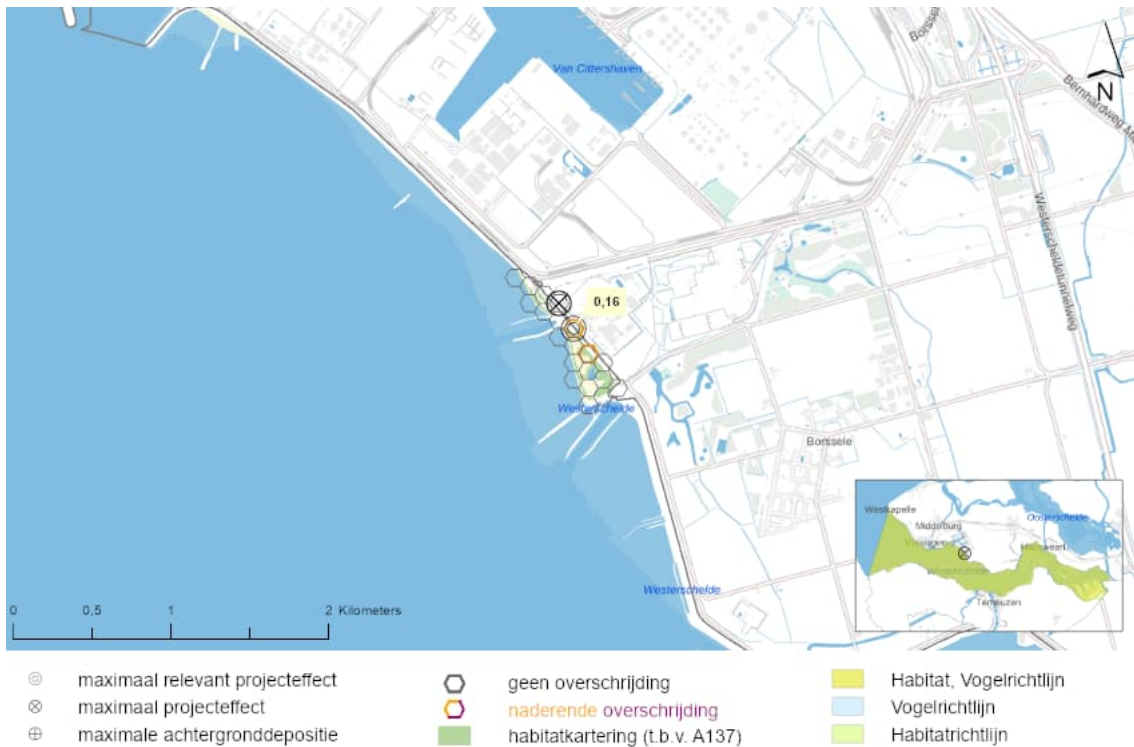 Van Cittershaven
Borssele
Bernhardweg
N
Westerscheldetunnelweg
0,16
Westerschelde
Borssele
Westerschelde
Westkapelle
Middelburg
Oosterschelde
Westerschelde
Terneuzen
0 0,5 1 2 Kilometers
maximaal relevant projecteffect
maximaal projecteffect
maximale achtergronddepositie
geen overschrijding
naderende overschrijding
habitatkartering (t.b.v. A137)
Habitat, Vogelrichtlijn
Vogelrichtlijn
Habitatrichtlijn